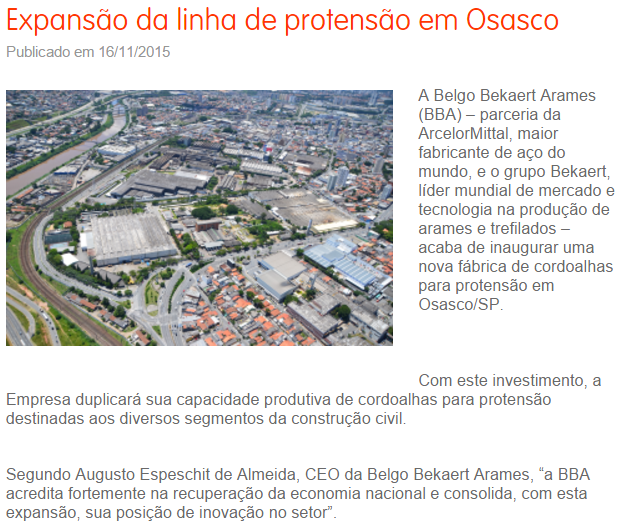 Expansão da linha de protensão em Osasco
Publicado em 16/11/2015
A Belgo Bekaert Arames
(BBA) – parceria da
ArcelorMittal, maior
fabricante de aço do
mundo, e o grupo Bekaert,
líder mundial de mercado e
tecnologia na produção de
arames e trefilados –
acaba de inaugurar uma
nova fábrica de cordoalhas
para protensão em
Osasco/SP.
Com este investimento, a
Empresa duplicará sua capacidade produtiva de cordoalhas para protensão
destinadas aos diversos segmentos da construção civil.
Segundo Augusto Espeschit de Almeida, CEO da Belgo Bekaert Arames, “a BBA
acredita fortemente na recuperação da economia nacional e consolida, com esta
expansão, sua posição de inovação no setor”.